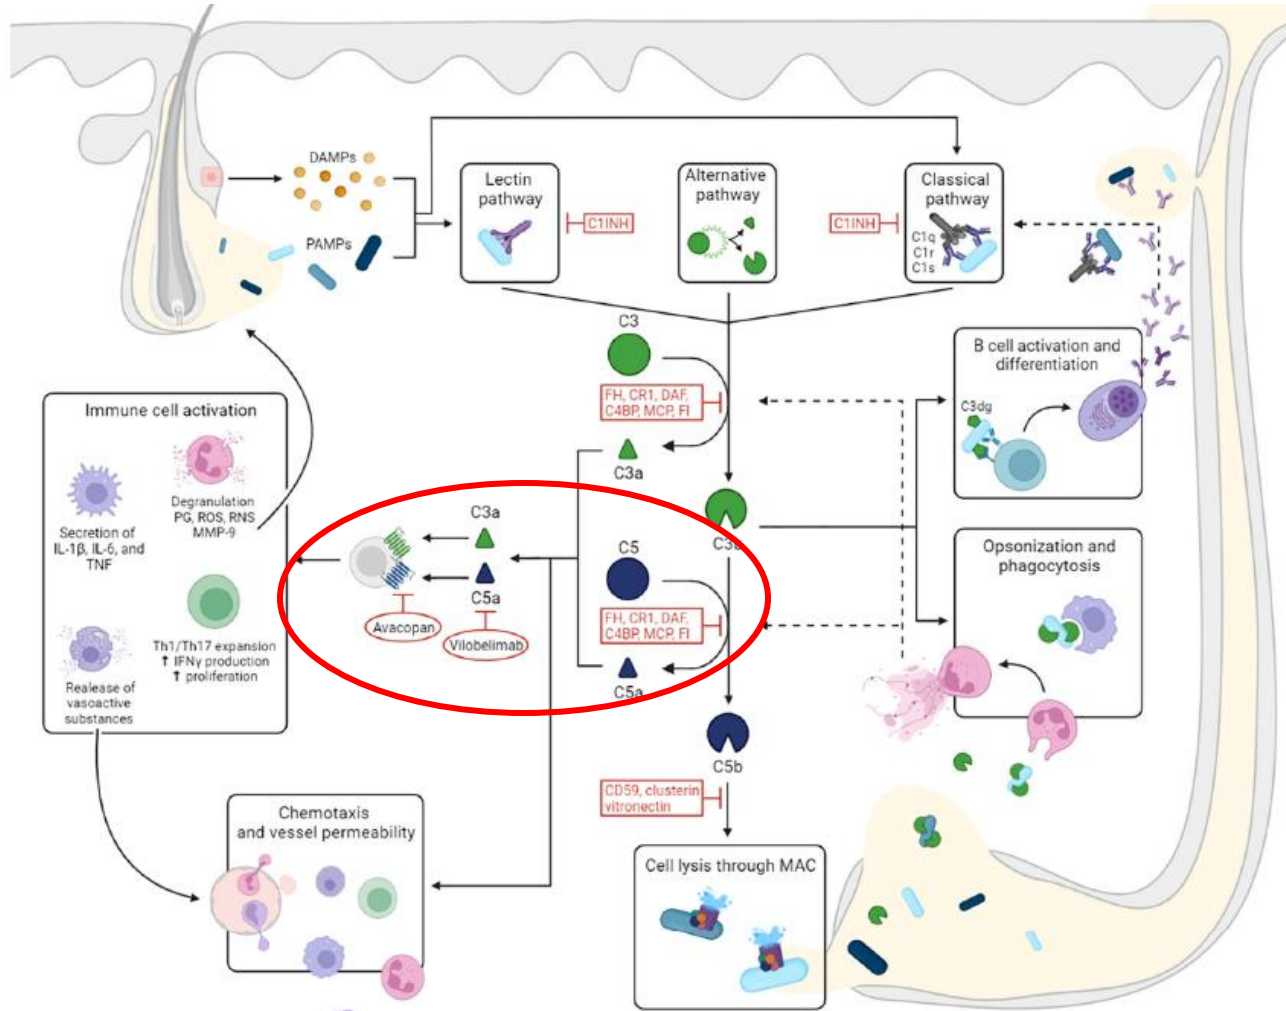 DAMPs
PAMPs
Lectin
pathway
C1INH
Alternative
pathway
C1INH
Classical
pathway
C1q
C1r
C1s
C3
FH, CR1, DAF,
C4BP, MCP, FI
C3a
C3b
B cell activation and
differentiation
C3dg
Immune cell activation
Degranulation
PG, ROS, RNS
MMP-9
Secretion of
IL-1β, IL-6, and
TNF
Th1/Th17 expansion
↑ IFNγ production
↑ proliferation
Realease of
vasoactive
substances
C3a
C5a
Avacopan
Vilobelimab
C5
FH, CR1, DAF,
C4BP, MCP, FI
C5a
Opsonization and
phagocytosis
C5b
CD59, clusterin
vitronectin
Chemotaxis
and vessel permeability
Cell lysis through MAC